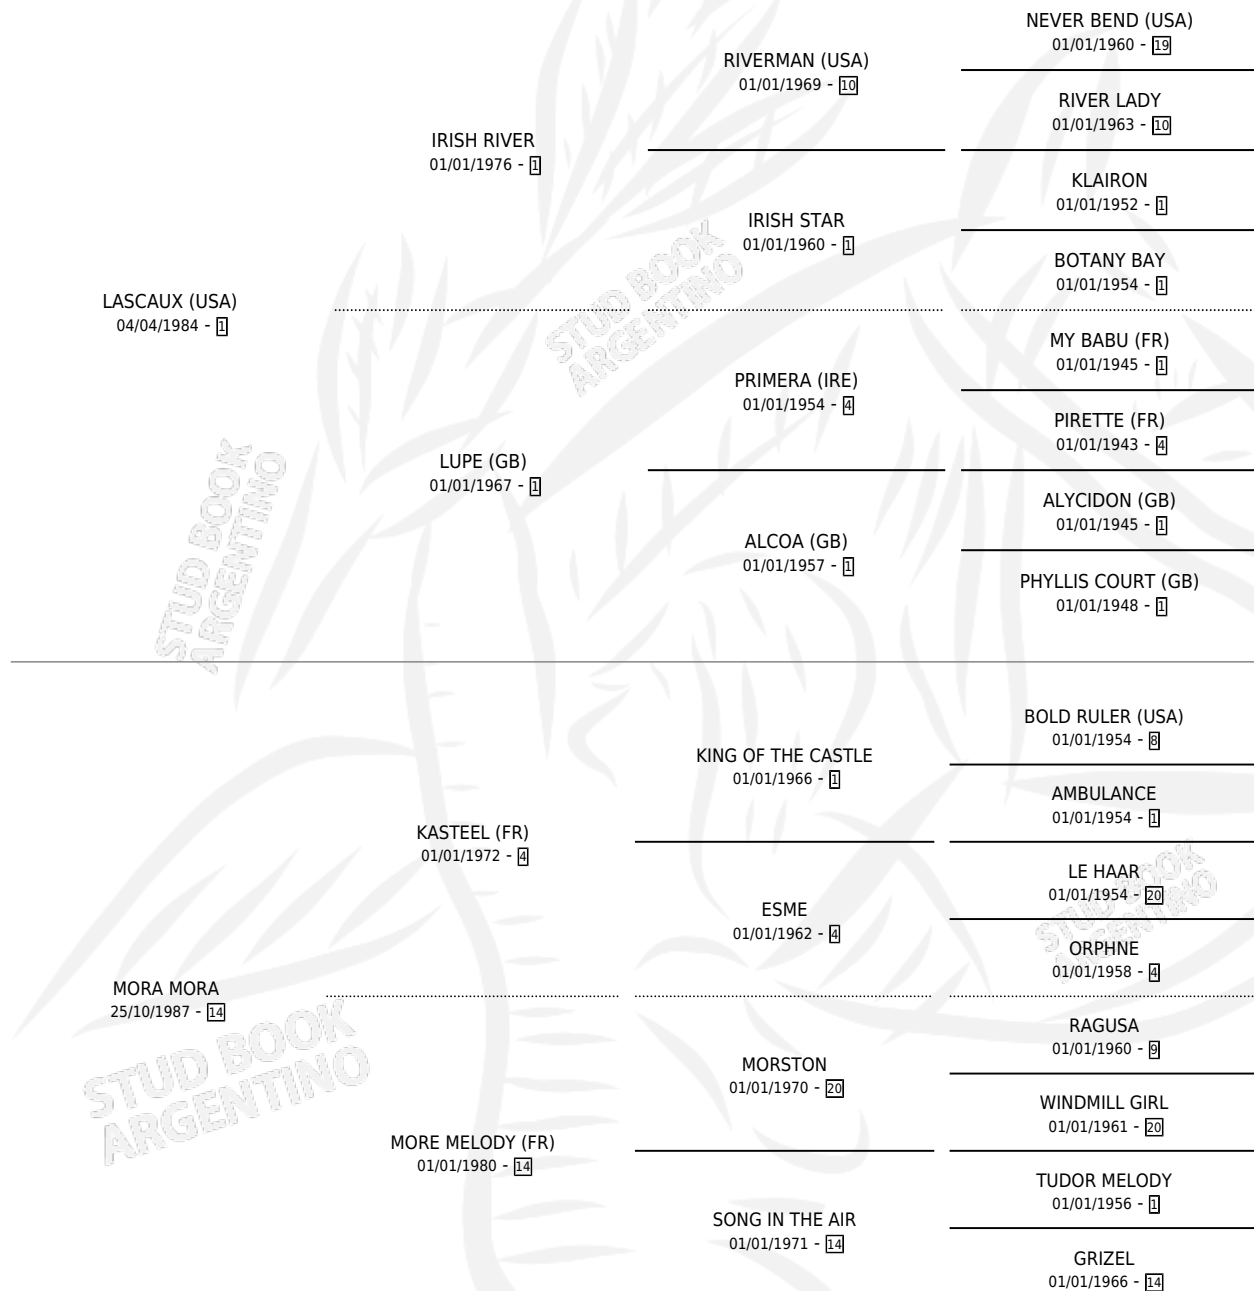 NEVER BEND (USA)
01/01/1960 - 19
RIVERMAN (USA)
01/01/1969 - 10
RIVER LADY
01/01/1963 - 10
IRISH RIVER
01/01/1976 - 1
KLAIRON
01/01/1952 - 1
IRISH STAR
01/01/1960 - 1
BOTANY BAY
01/01/1954 - 1
LASCAUX (USA)
04/04/1984 - 1
STUD BOOK
ARGENTINO
MY BABU (FR)
01/01/1945 - 1
PRIMERA (IRE)
01/01/1954 - 4
PIRETTE (FR)
01/01/1943 - 4
LUPE (GB)
01/01/1967 - 1
ALYCIDON (GB)
01/01/1945 - 1
ALCOA (GB)
01/01/1957 - 1
PHYLLIS COURT (GB)
01/01/1948 - 1
STUD BOOK
ARGENTINO
BOLD RULER (USA)
01/01/1954 - 8
KING OF THE CASTLE
01/01/1966 - 1
AMBULANCE
01/01/1954 - 1
KASTEEL (FR)
01/01/1972 - 4
LE HAAR
01/01/1954 - 20
ESME
01/01/1962 - 4
STUD BOOK
ARGENTINO
ORPHNE
01/01/1958 - 4
MORA MORA
25/10/1987 - 14
STUD BOOK
ARGENTINO
RAGUSA
01/01/1960 - 9
MORSTON
01/01/1970 - 20
WINDMILL GIRL
01/01/1961 - 20
MORE MELODY (FR)
01/01/1980 - 14
TUDOR MELODY
01/01/1956 - 1
SONG IN THE AIR
01/01/1971 - 14
GRIZEL
01/01/1966 - 14